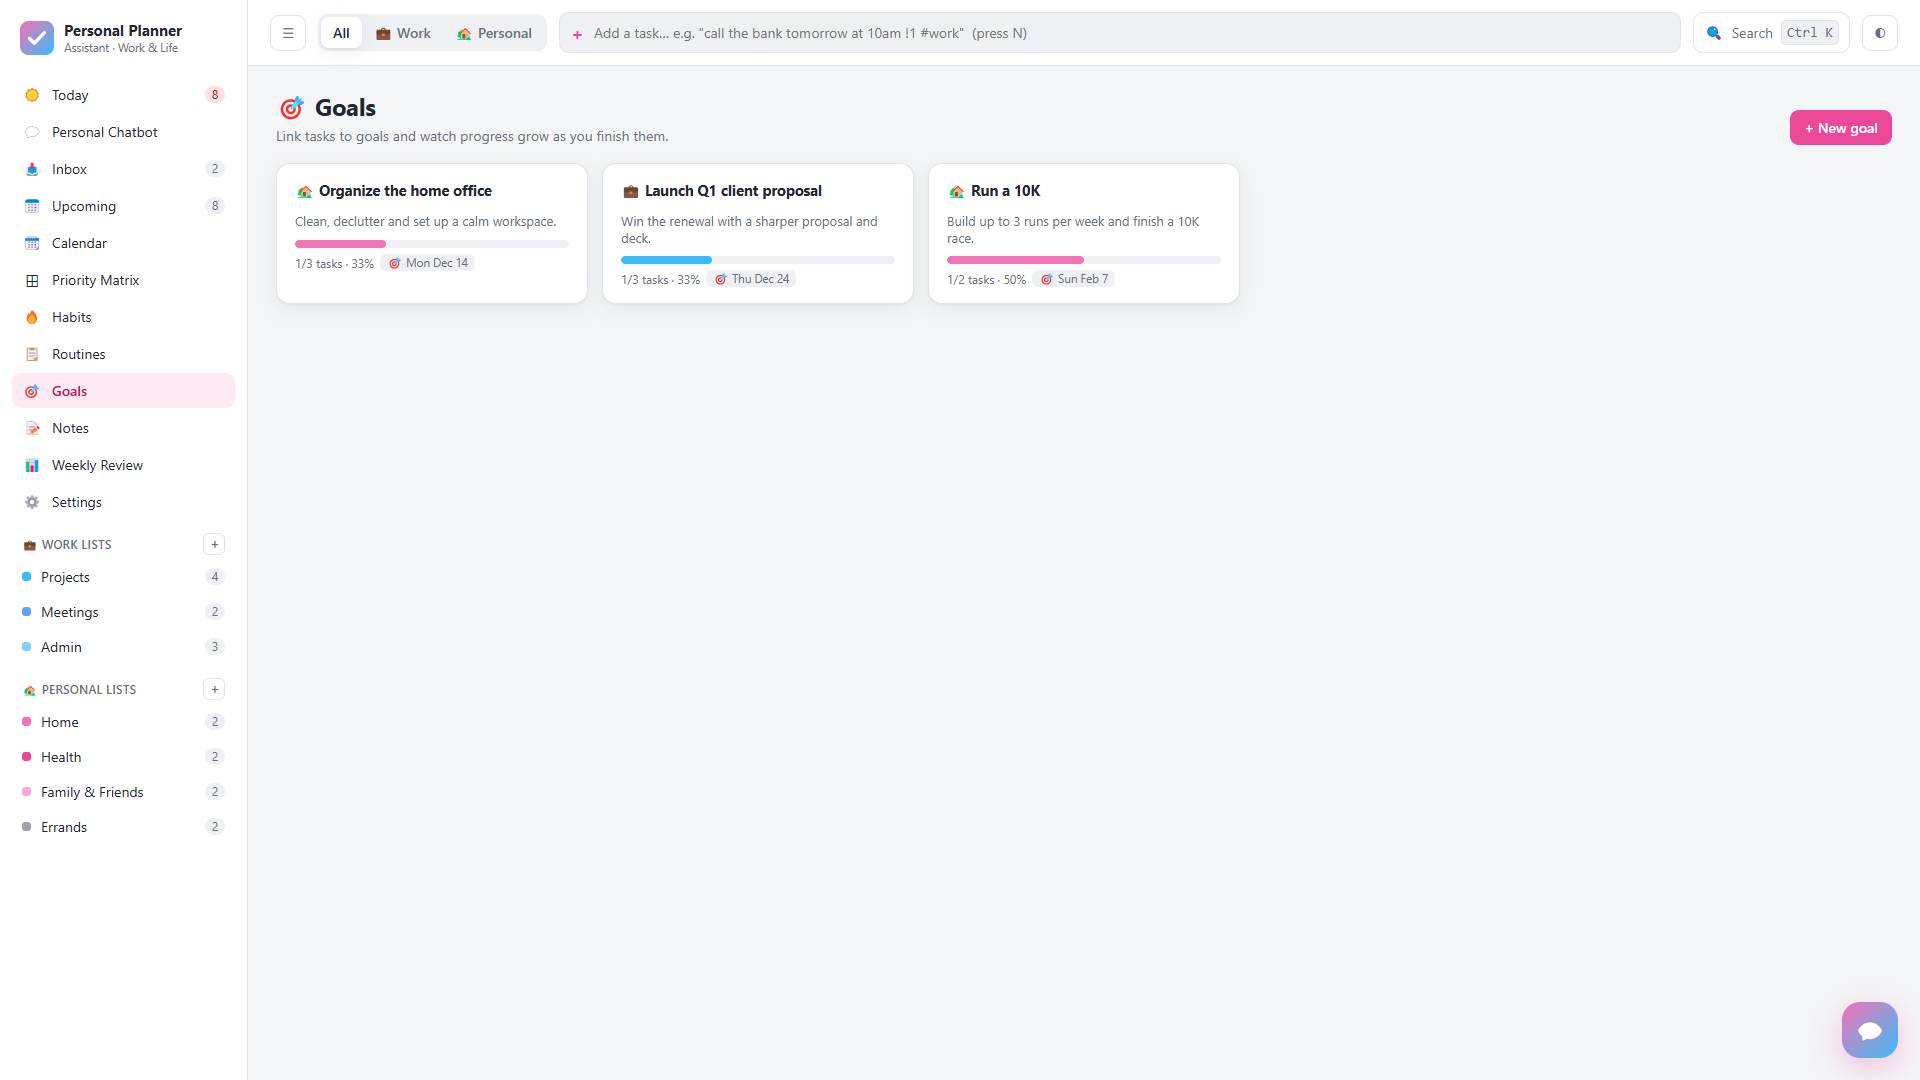 Personal Planner
Assistant · Work & Life
Today 8
Personal Chatbot
Inbox 2
Upcoming 8
Calendar
Priority Matrix
Habits
Routines
Goals
Notes
Weekly Review
Settings
WORK LISTS +
Projects 4
Meetings 2
Admin 3
PERSONAL LISTS +
Home 2
Health 2
Family & Friends 2
Errands 2
All Work Personal
+ Add a task... e.g. "call the bank tomorrow at 10am !1 #work" (press N)
Search Ctrl K
Goals
Link tasks to goals and watch progress grow as you finish them.
+ New goal
Organize the home office
Clean, declutter and set up a calm workspace.
1/3 tasks · 33% Mon Dec 14
Launch Q1 client proposal
Win the renewal with a sharper proposal and
deck.
1/3 tasks · 33% Thu Dec 24
Run a 10K
Build up to 3 runs per week and finish a 10K
race.
1/2 tasks · 50% Sun Feb 7